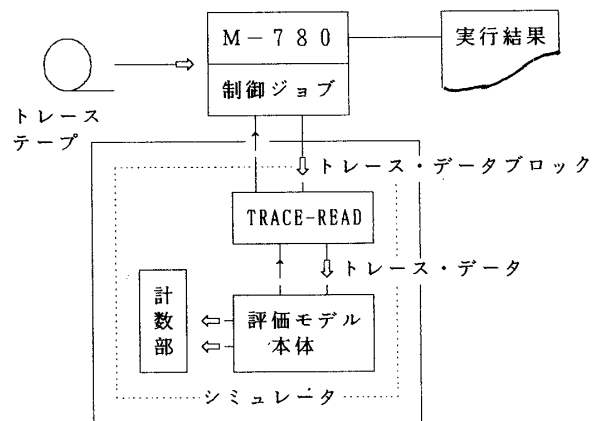 M－７８０
制御ジョブ
実行結果
トレース
テープ
トレース・データブロック
TRACE-READ
トレース・データ
計数部
評価モデル
本体
シミュレータ